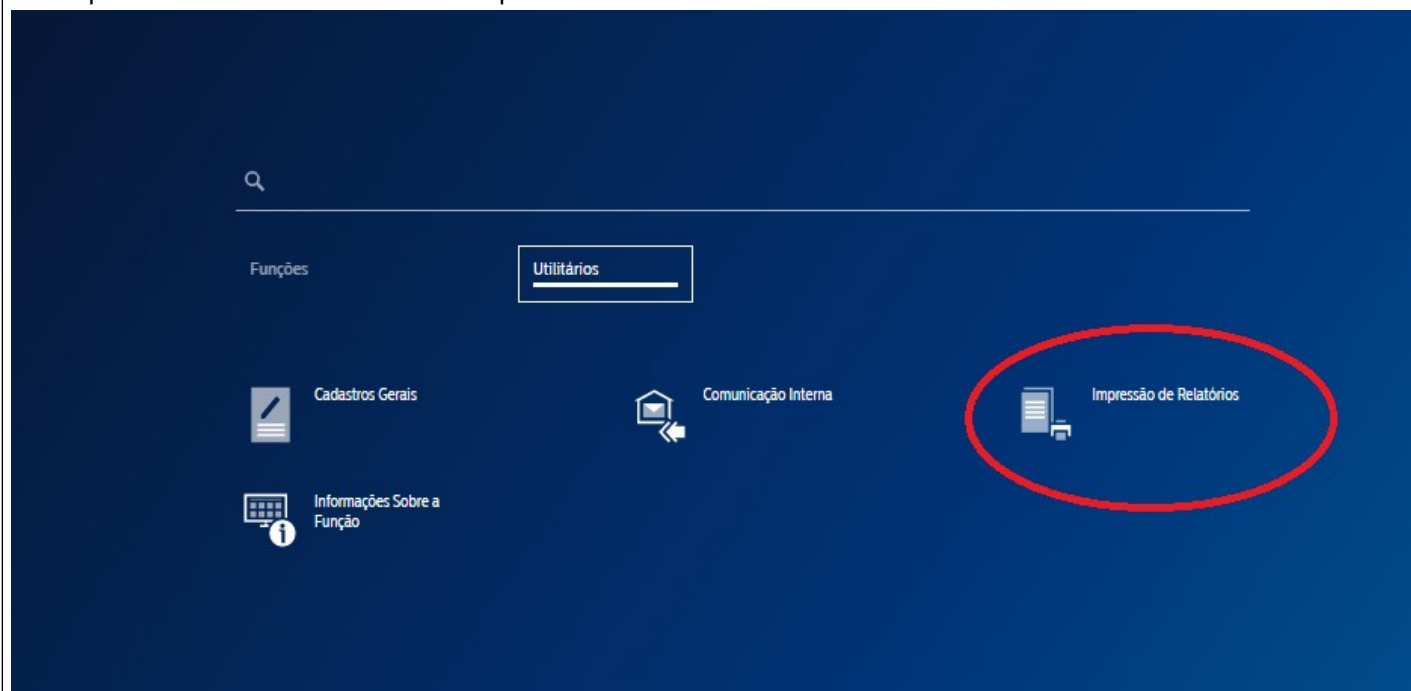 Funções
Utilitários
Cadastros Gerais
Comunicação Interna
Impressão de Relatórios
Informações Sobre a
Função